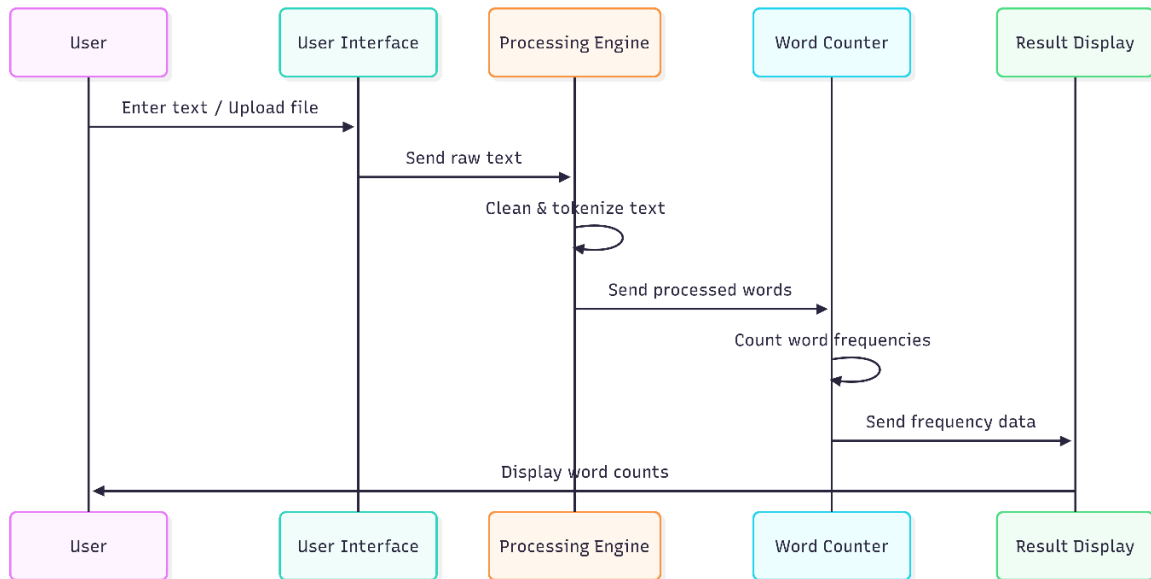 User
User Interface
Processing Engine
Word Counter
Result Display
Enter text / Upload file
Send raw text
Clean & tokenize text
Send processed words
Count word frequencies
Send frequency data
Display word counts
User
User Interface
Processing Engine
Word Counter
Result Display